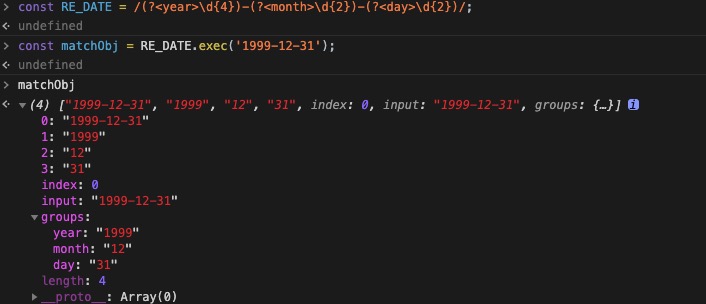 > const RE_DATE = /(?<year>\d{4})-(?<month>\d{2})-(?<day>\d{2})/;
< undefined
> const matchObj = RE_DATE.exec('1999-12-31');
< undefined
> matchObj
< ▼ (4) ["1999-12-31", "1999", "12", "31", index: 0, input: "1999-12-31", groups: {…}] i
0: "1999-12-31"
1: "1999"
2: "12"
3: "31"
index: 0
input: "1999-12-31"
▼ groups:
year: "1999"
month: "12"
day: "31"
length: 4
▶ __proto__: Array(0)